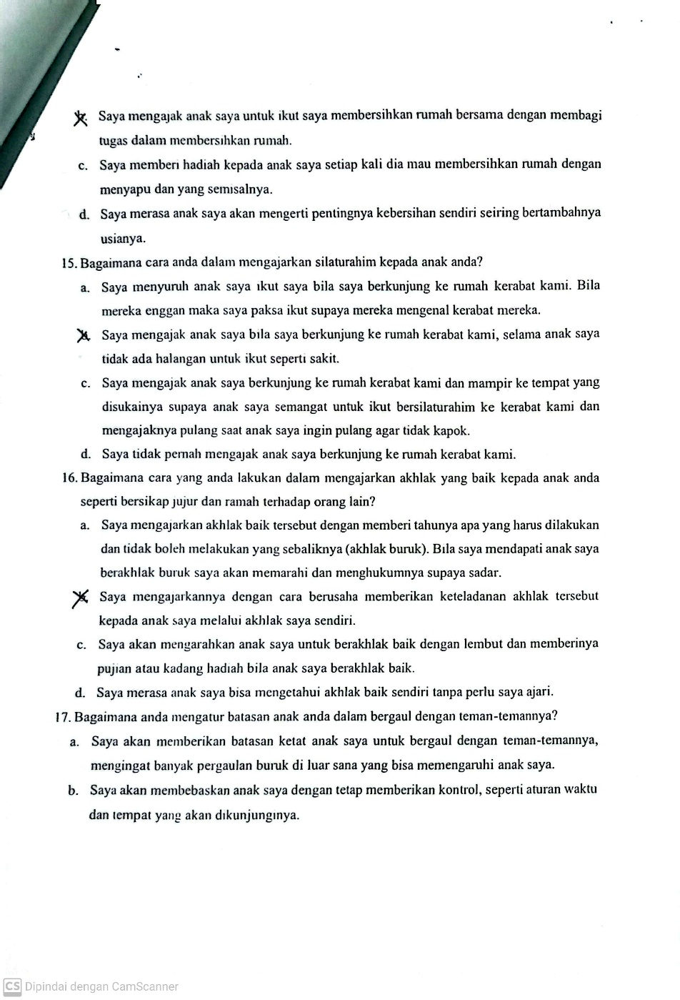 Saya mengajak anak saya untuk ikut saya membersihkan rumah bersama dengan membagi
tugas dalam membersihkan rumah.
c. Saya memberi hadiah kepada anak saya setiap kali dia mau membersihkan rumah dengan
menyapu dan yang semisalnya.
d. Saya merasa anak saya akan mengerti pentingnya kebersihan sendiri seiring bertambahnya
usianya.
15. Bagaimana cara anda dalam mengajarkan silaturahim kepada anak anda?
a. Saya menyuruh anak saya ikut saya bila saya berkunjung ke rumah kerabat kami. Bila
mereka enggan maka saya paksa ikut supaya mereka mengenal kerabat mereka.
Saya mengajak anak saya bila saya berkunjung ke rumah kerabat kami, selama anak saya
tidak ada halangan untuk ikut seperti sakit.
c. Saya mengajak anak saya berkunjung ke rumah kerabat kami dan mampir ke tempat yang
disukainya supaya anak saya semangat untuk ikut bersilaturahim ke kerabat kami dan
mengajaknya pulang saat anak saya ingin pulang agar tidak kapok.
d. Saya tidak pernah mengajak anak saya berkunjung ke rumah kerabat kami.
16. Bagaimana cara yang anda lakukan dalam mengajarkan akhlak yang baik kepada anak anda
seperti bersikap jujur dan ramah terhadap orang lain?
a. Saya mengajarkan akhlak baik tersebut dengan memberi tahunya apa yang harus dilakukan
dan tidak boleh melakukan yang sebaliknya (akhlak buruk). Bila saya mendapati anak saya
berakhlak buruk saya akan memarahi dan menghukumnya supaya sadar.
Saya mengajarkannya dengan cara berusaha memberikan keteladanan akhlak tersebut
kepada anak saya melalui akhlak saya sendiri.
c. Saya akan mengarahkan anak saya untuk berakhlak baik dengan lembut dan memberinya
pujian atau kadang hadiah bila anak saya berakhlak baik.
d. Saya merasa anak saya bisa mengetahui akhlak baik sendiri tanpa perlu saya ajari.
17. Bagaimana anda mengatur batasan anak anda dalam bergaul dengan teman-temannya?
a. Saya akan memberikan batasan ketat anak saya untuk bergaul dengan teman-temannya,
mengingat banyak pergaulan buruk di luar sana yang bisa memengaruhi anak saya.
b. Saya akan membebaskan anak saya dengan tetap memberikan kontrol, seperti aturan waktu
dan tempat yang akan dikunjunginya.
CS Dipindai dengan CamScanner